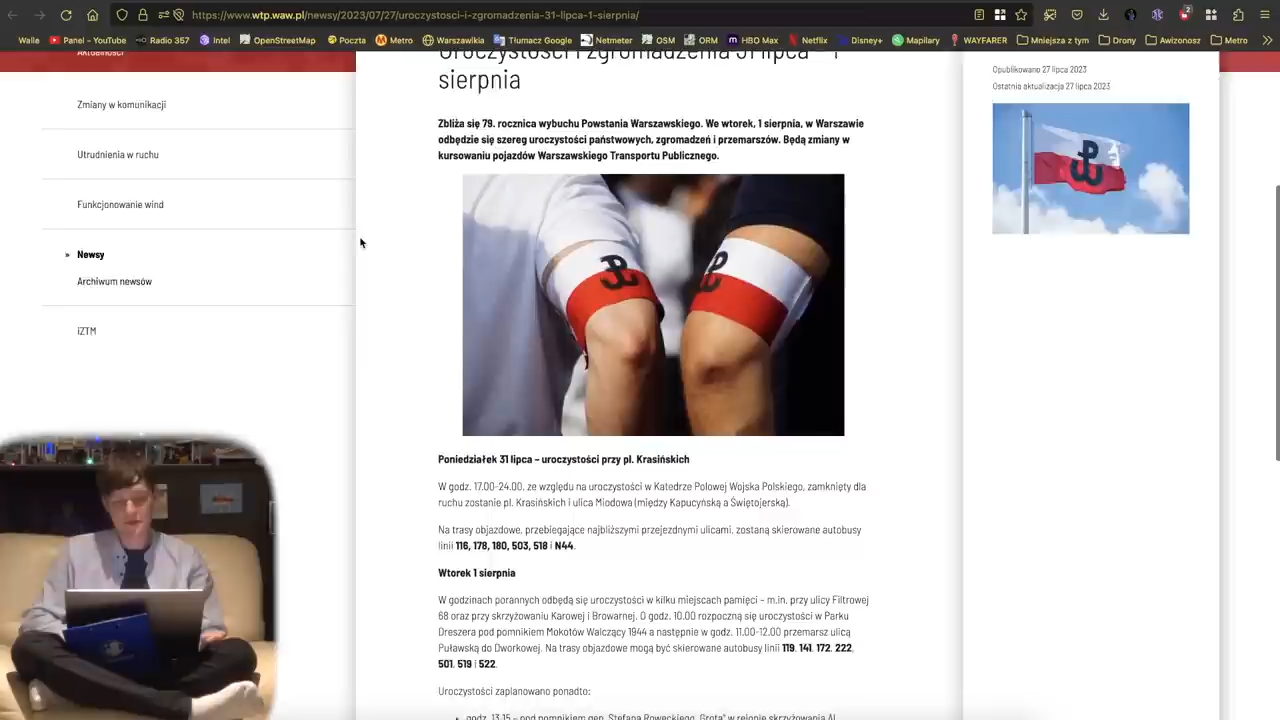 https://www.wtp.waw.pl/newsy/2023/07/27/uroczystosci-i-zgromadzenia-31-lipca-1-sierpnia/
2
Walle
Panel - YouTube
Radio 357
Intel
OpenStreetMap
Poczta
Metro
Warszawikia
Tłumacz Google
Netmeter
OSM
ORM
HBO Max
Netflix
Disney+
Mapilary
WAYFARER
Mniejsza z tym
Drony
Awizonosz
Metro
Aktualności
Zmiany w komunikacji
Utrudnienia w ruchu
Funkcjonowanie wind
» Newsy
Archiwum newsów
iZTM
Uroczystości i zgromadzenia 31 lipca – 1
sierpnia
Zbliża się 79. rocznica wybuchu Powstania Warszawskiego. We wtorek, 1 sierpnia, w Warszawie
odbędzie się szereg uroczystości państwowych, zgromadzeń i przemarszów. Będą zmiany w
kursowaniu pojazdów Warszawskiego Transportu Publicznego.
Poniedziałek 31 lipca – uroczystości przy pl. Krasińskich
W godz. 17.00-24.00, ze względu na uroczystości w Katedrze Polowej Wojska Polskiego, zamknięty dla
ruchu zostanie pl. Krasińskich i ulica Miodowa (między Kapucyńską a Świętojerską).
Na trasy objazdowe, przebiegające najbliższymi przejezdnymi ulicami, zostaną skierowane autobusy
linii 116, 178, 180, 503, 518 i N44.
Wtorek 1 sierpnia
W godzinach porannych odbędą się uroczystości w kilku miejscach pamięci – m.in. przy ulicy Filtrowej
68 oraz przy skrzyżowaniu Karowej i Browarnej. O godz. 10.00 rozpoczną się uroczystości w Parku
Dreszera pod pomnikiem Mokotów Walczący 1944 a następnie w godz. 11.00-12.00 przemarsz ulicą
Puławską do Dworkowej. Na trasy objazdowe mogą być skierowane autobusy linii 119, 141, 172, 222,
501, 519 i 522.
Uroczystości zaplanowano ponadto:
godz. 13.15 – pod pomnikiem gen. Stefana Roweckiego „Grota” w rejonie skrzyżowania Al.
Opublikowano 27 lipca 2023
Ostatnia aktualizacja 27 lipca 2023